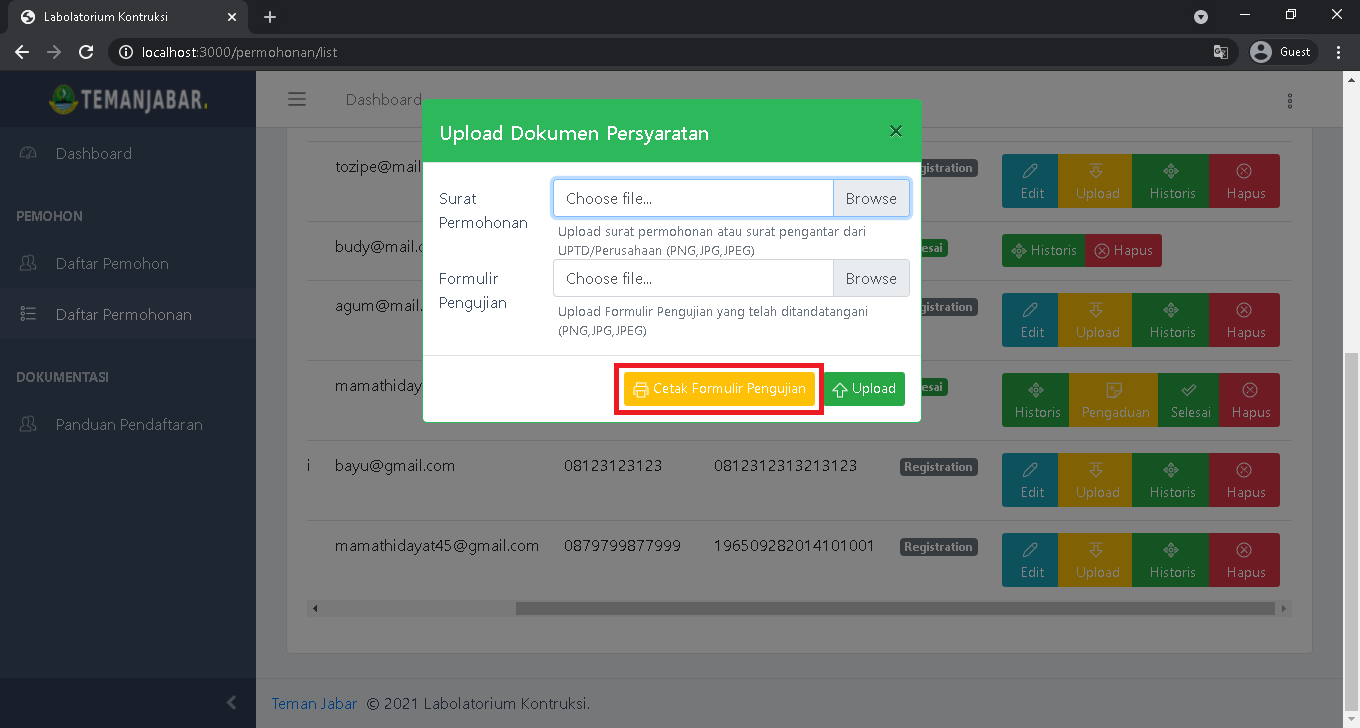 Labolatorium Kontruksi
localhost:3000/permohonan/list
Guest
TEMANJABAR.
Dashboard
Dashboard
PEMOHON
Daftar Pemohon
Daftar Permohonan
DOKUMENTASI
Panduan Pendaftaran
Upload Dokumen Persyaratan
Surat
Permohonan
Choose file...
Browse
Upload surat permohonan atau surat pengantar dari
UPTD/Perusahaan (PNG,JPG,JPEG)
Formulir
Pengujian
Choose file...
Browse
Upload Formulir Pengujian yang telah ditandatangani
(PNG,JPG,JPEG)
Cetak Formulir Pengujian
Upload
tozipe@mail
gistration
Edit Upload Historis Hapus
budy@mail.c
esai
Historis Hapus
agum@mail.
gistration
Edit Upload Historis Hapus
mamathiday
esai
Historis Pengaduan Selesai Hapus
i bayu@gmail.com 08123123123 0812312313213123 Registration
Edit Upload Historis Hapus
mamathidayat45@gmail.com 0879799877999 196509282014101001 Registration
Edit Upload Historis Hapus
Teman Jabar © 2021 Labolatorium Kontruksi.